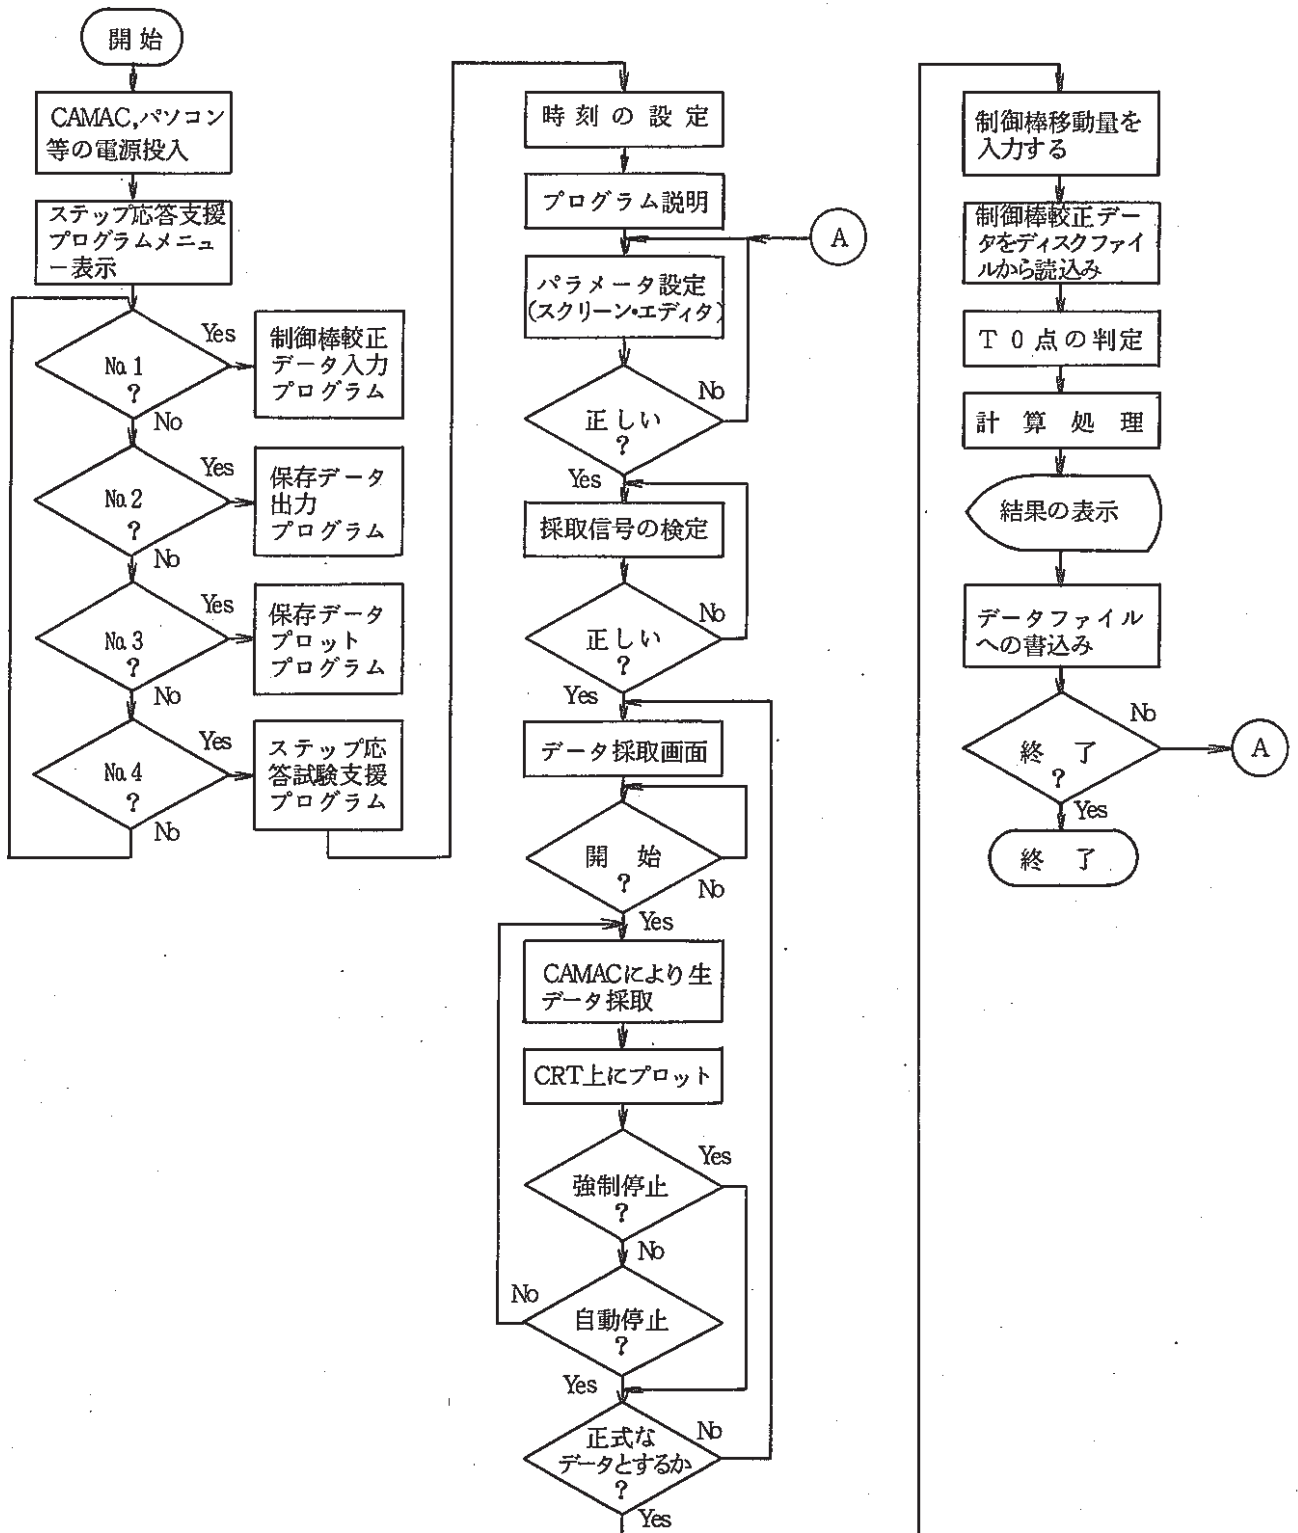 開始
CAMAC,パソコン
等の電源投入
ステップ応答支援
プログラムメニュ
ー表示
No.1
?
Yes
No
制御棒較正
データ入力
プログラム
No.2
?
Yes
No
保存データ
出力
プログラム
No.3
?
Yes
No
保存データ
プロット
プログラム
No.4
?
Yes
No
ステップ応
答試験支援
プログラム
時刻の設定
プログラム説明
A
パラメータ設定
(スクリーン・エディタ)
正しい
?
No
Yes
採取信号の検定
正しい
?
No
Yes
データ採取画面
開始
?
No
Yes
CAMACにより生
データ採取
CRT上にプロット
強制停止
?
Yes
No
自動停止
?
No
Yes
正式な
データとするか
?
No
Yes
制御棒移動量を
入力する
制御棒較正デー
タをディスクファイ
ルから読込み
T0点の判定
計算処理
結果の表示
データファイル
への書込み
終了
?
No
A
Yes
終了